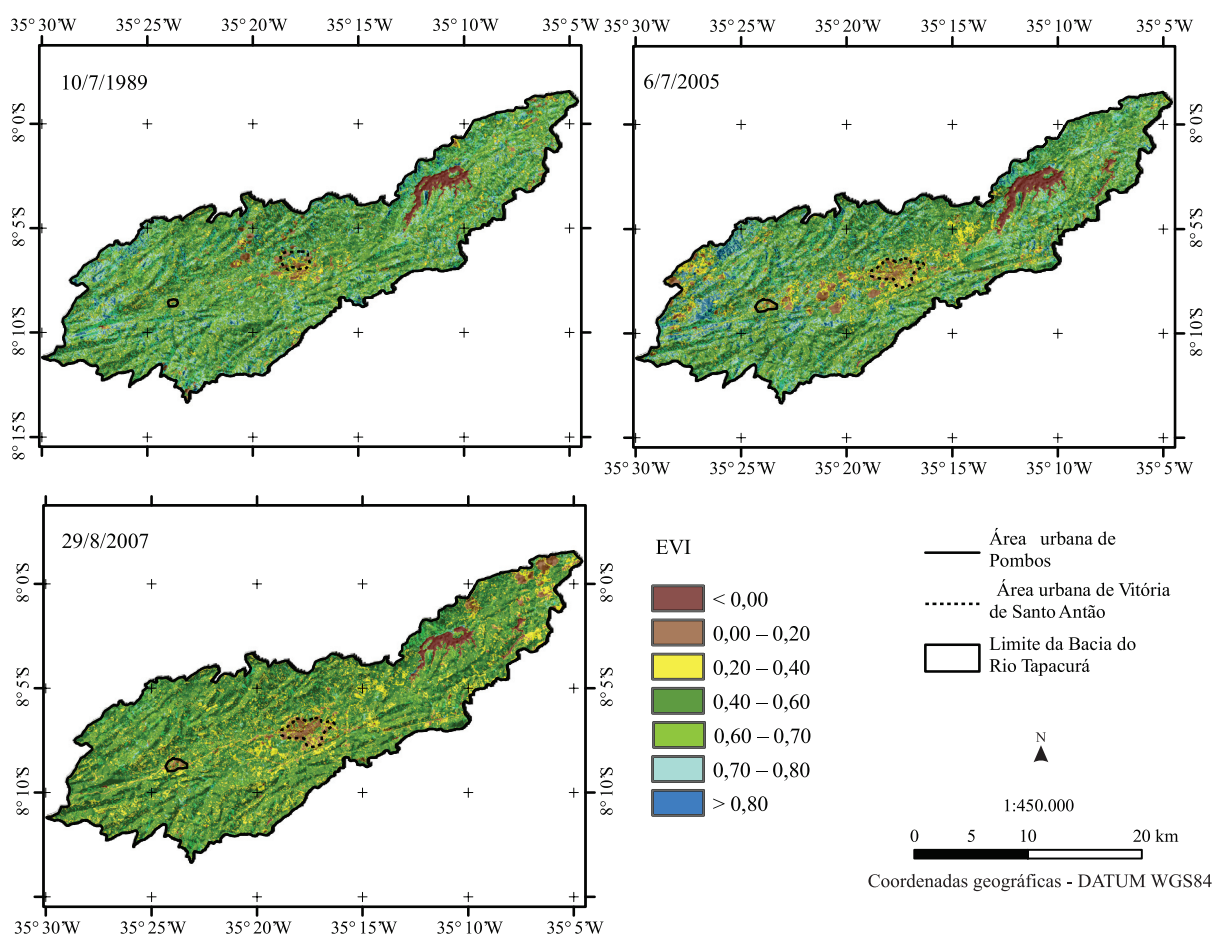 35° 30'W 35° 24'W 35° 20'W 35° 15'W 35° 10'W 35° 5'W
10/7/1989
8° 0'S
8° 5'S
8° 10'S
8° 15'S
35° 30'W 35° 24'W 35° 20'W 35° 15'W 35° 10'W 35° 5'W
6/7/2005
8° 0'S
8° 5'S
8° 10'S
35° 30'W 35° 24'W 35° 20'W 35° 15'W 35° 10'W 35° 5'W
29/8/2007
8° 0'S
8° 5'S
8° 10'S
35° 30'W 35° 24'W 35° 20'W 35° 15'W 35° 10'W 35° 5'W
EVI
< 0,00
0,00 – 0,20
0,20 – 0,40
0,40 – 0,60
0,60 – 0,70
0,70 – 0,80
> 0,80
Área urbana de
Pombos
Área urbana de Vitória
de Santo Antão
Limite da Bacia do
Rio Tapacurá
N
1:450.000
0 5 10 20 km
Coordenadas geográficas - DATUM WGS84